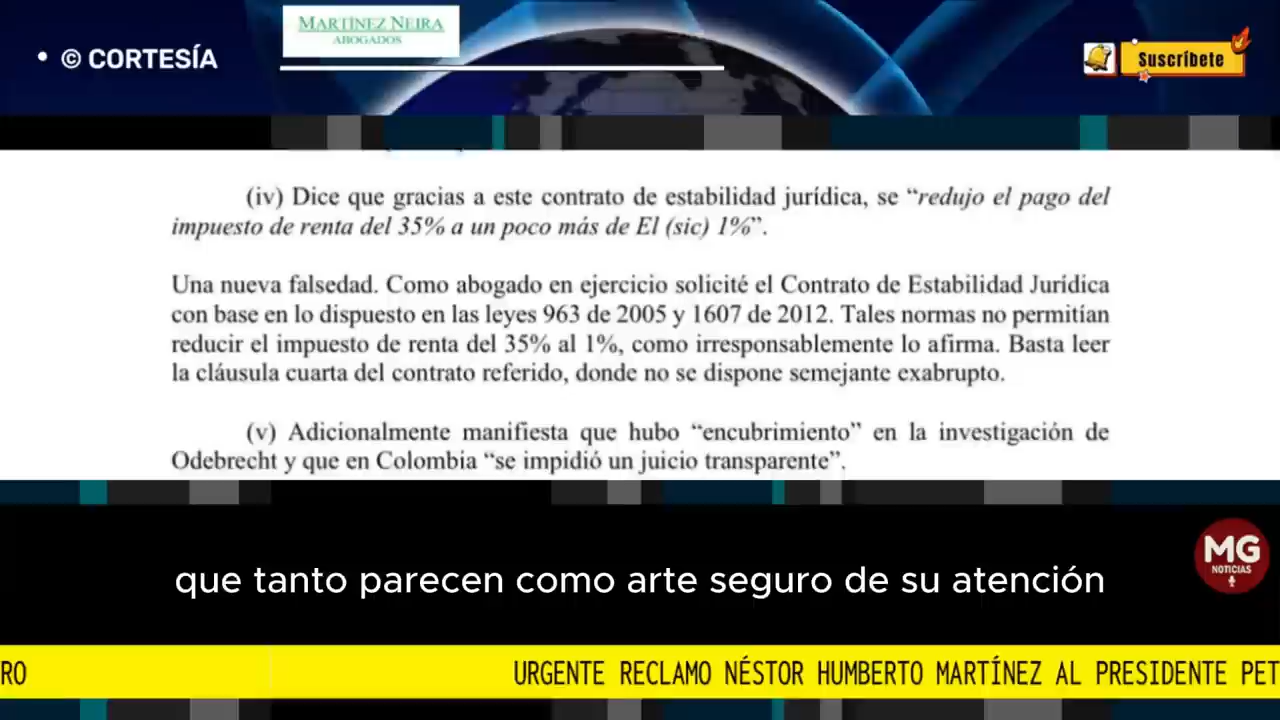 • © CORTESÍA
MARTÍNEZ NEIRA
ABOGADOS
Suscríbete
(iv) Dice que gracias a este contrato de estabilidad jurídica, se “redujo el pago del
impuesto de renta del 35% a un poco más de El (sic) 1%”.
Una nueva falsedad. Como abogado en ejercicio solicité el Contrato de Estabilidad Jurídica
con base en lo dispuesto en las leyes 963 de 2005 y 1607 de 2012. Tales normas no permitían
reducir el impuesto de renta del 35% al 1%, como irresponsablemente lo afirma. Basta leer
la cláusula cuarta del contrato referido, donde no se dispone semejante exabrupto.
(v) Adicionalmente manifiesta que hubo “encubrimiento” en la investigación de
Odebrecht y que en Colombia “se impidió un juicio transparente”.
MG
NOTICIAS
que tanto parecen como arte seguro de su atención
RO URGENTE RECLAMO NÉSTOR HUMBERTO MARTÍNEZ AL PRESIDENTE PET